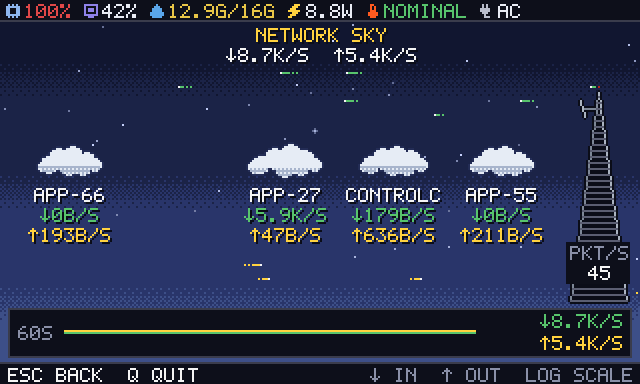 100% 42% 12.9G/16G 8.8W NOMINAL AC
NETWORK SKY
↓8.7K/S ↑5.4K/S
APP-66 APP-27 CONTROLC APP-55
↓0B/S ↓5.9K/S ↓179B/S ↓0B/S
↑193B/S ↑47B/S ↑636B/S ↑211B/S
PKT/S
45
60S
↓8.7K/S
↑5.4K/S
ESC BACK Q QUIT ↓ IN ↑ OUT LOG SCALE